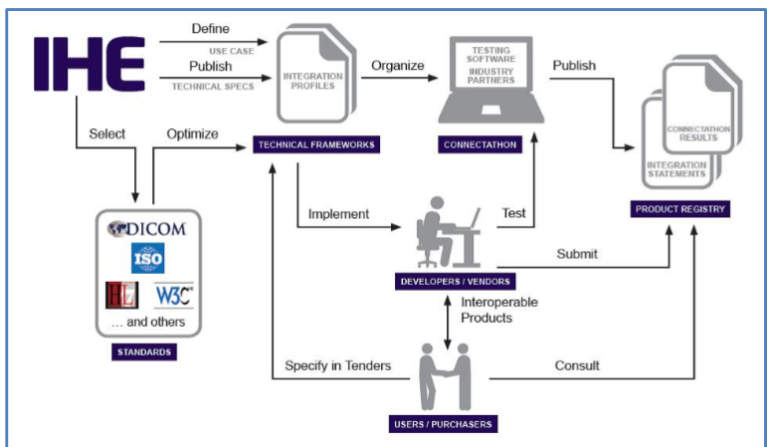 IHE
Define
USE CASE
Publish
TECHNICAL SPECS
INTEGRATION
PROFILES
Organize
TESTING
SOFTWARE
INDUSTRY
PARTNERS
Publish
CONNECTATHON
RESULTS
INTEGRATION
STATEMENTS
Select
Optimize
TECHNICAL FRAMEWORKS
CONNECTATHON
PRODUCT REGISTRY
DICOM
ISO
HL
W3C
... and others
STANDARDS
Implement
Test
Submit
DEVELOPERS / VENDORS
Interoperable
Products
Specify in Tenders
Consult
USERS / PURCHASERS